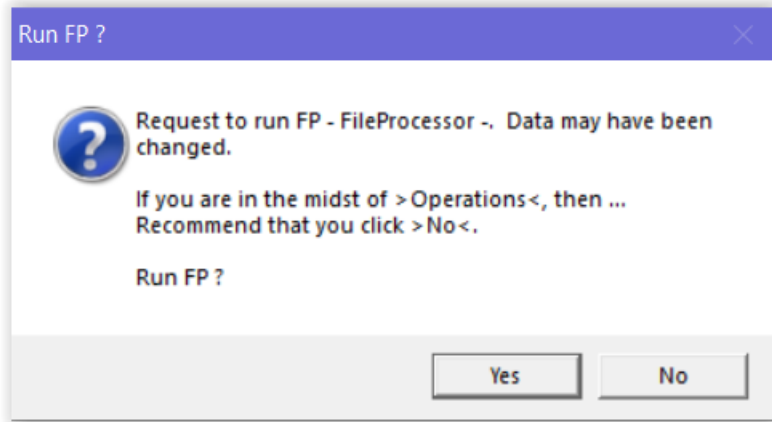 Run FP ?
Request to run FP - FileProcessor -.  Data may have been
changed.
If you are in the midst of >Operations<, then ...
Recommend that you click >No<.
Run FP ?
Yes
No